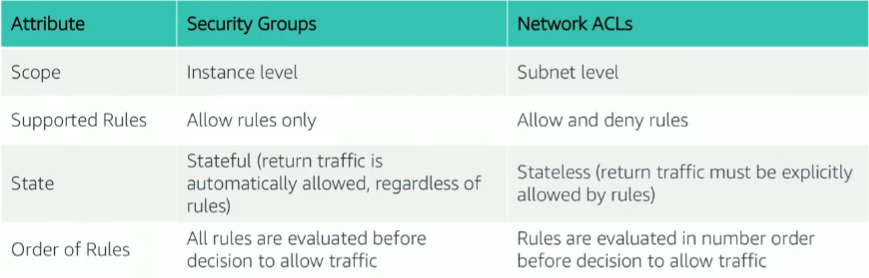 Attribute
Security Groups
Network ACLs
Scope
Instance level
Subnet level
Supported Rules
Allow rules only
Allow and deny rules
State
Stateful (return traffic is
automatically allowed, regardless of
rules)
Stateless (return traffic must be explicitly
allowed by rules)
Order of Rules
All rules are evaluated before
decision to allow traffic
Rules are evaluated in number order
before decision to allow traffic